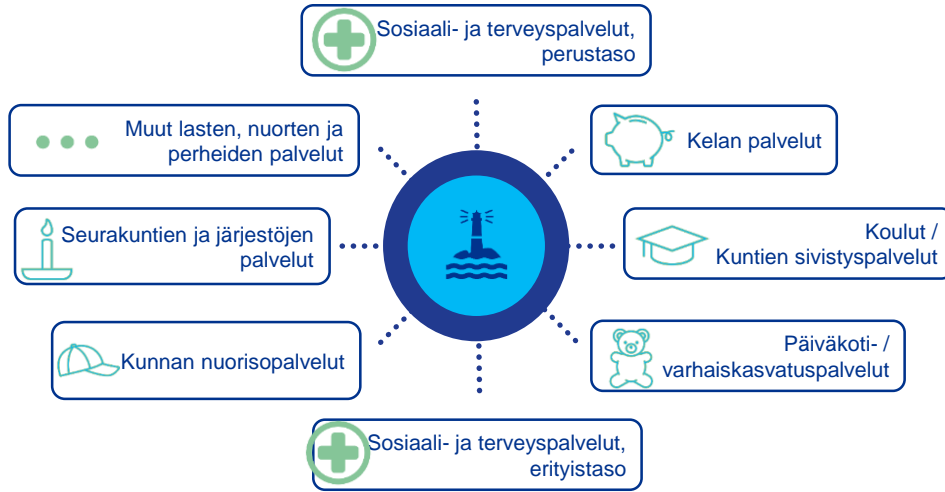 Sosiaali- ja terveyspalvelut,
perustaso
Muut lasten, nuorten ja
perheiden palvelut
Kelan palvelut
Seurakuntien ja järjestöjen
palvelut
Koulut /
Kuntien sivistyspalvelut
Kunnan nuorisopalvelut
Päiväkoti- /
varhaiskasvatuspalvelut
Sosiaali- ja terveyspalvelut,
erityistaso